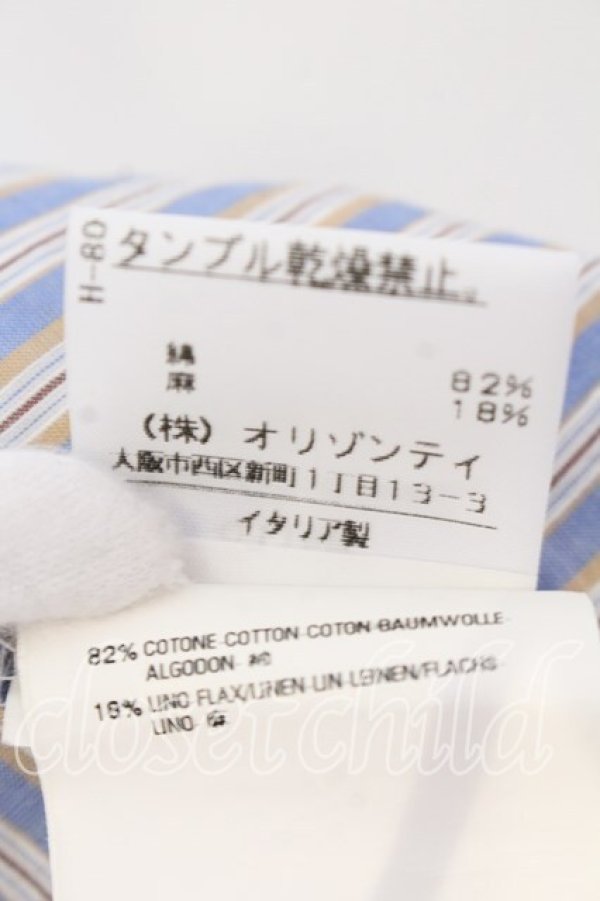 H-80
タンブル乾燥禁止。
綿 82%
麻 18%
(株) オリゾンティ
大阪市西区新町1丁目13-3
イタリア製
82% COTONE-COTTON-COTON-BAUMWOLLE-
ALGODON-綿
18% LINO-FLAX/LINEN-LIN-LEINEN/FLACHS-
LINO-麻
closetchild